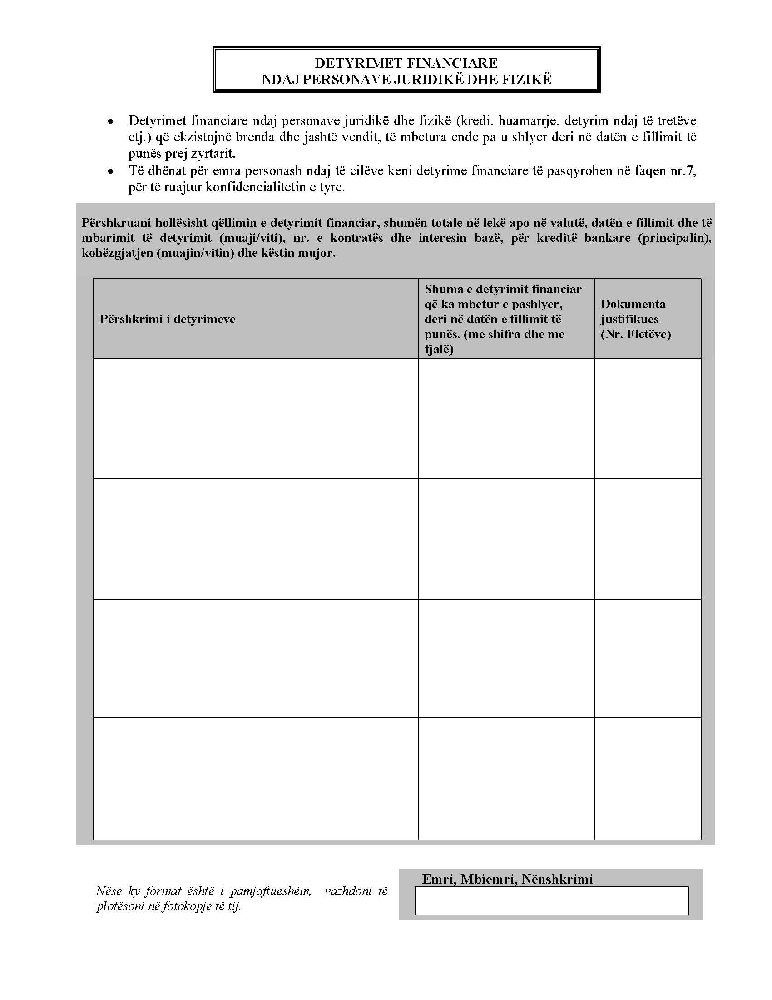 DETYRIMET FINANCIARE
NDAJ PERSONAVE JURIDIKË DHE FIZIKË
• Detyrimet financiare ndaj personave juridikë dhe fizikë (kredi, huamarrje, detyrim ndaj të tretëve
etj.) që ekzistojnë brenda dhe jashtë vendit, të mbetura ende pa u shlyer deri në datën e fillimit të
punës prej zyrtarit.
• Të dhënat për emra personash ndaj të cilëve keni detyrime financiare të pasqyrohen në faqen nr.7,
për të ruajtur konfidencialitetin e tyre.
Përshkruani hollësisht qëllimin e detyrimit financiar, shumën totale në lekë apo në valutë, datën e fillimit dhe të
mbarimit të detyrimit (muaji/viti), nr. e kontratës dhe interesin bazë, për kreditë bankare (principalin),
kohëzgjatjen (muajin/vitin) dhe këstin mujor.
Përshkrimi i detyrimeve
Shuma e detyrimit financiar
që ka mbetur e pashlyer,
deri në datën e fillimit të
punës. (me shifra dhe me
fjalë)
Dokumenta
justifikues
(Nr. Fletëve)
Nëse ky format është i pamjaftueshëm, vazhdoni të
plotësoni në fotokopje të tij.
Emri, Mbiemri, Nënshkrimi